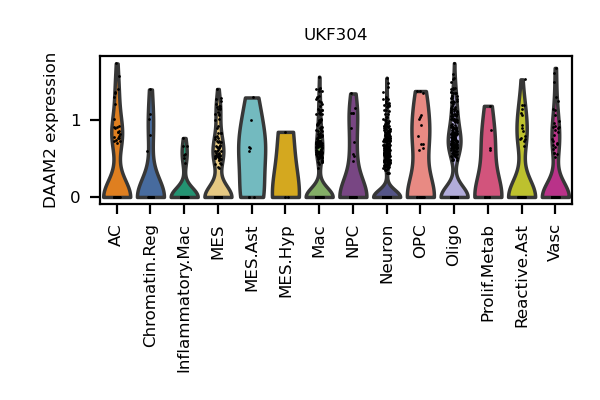 UKF304
DAAM2 expression
1
0
AC
Chromatin.Reg
Inflammatory.Mac
MES
MES.Ast
MES.Hyp
Mac
NPC
Neuron
OPC
Oligo
Prolif.Metab
Reactive.Ast
Vasc